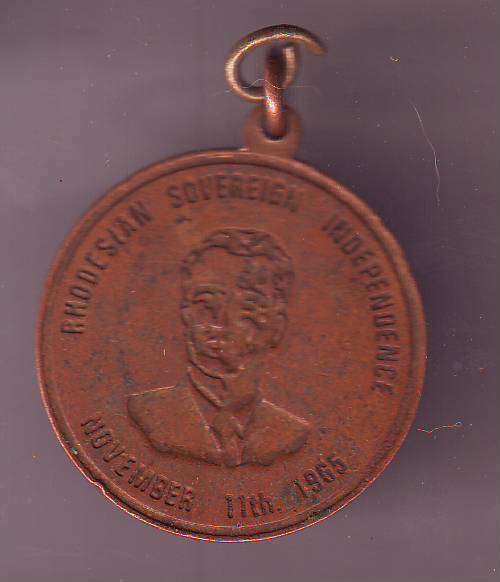 RHODESIAN SOVEREIGN INDEPENDENCE
NOVEMBER 11th. 1965